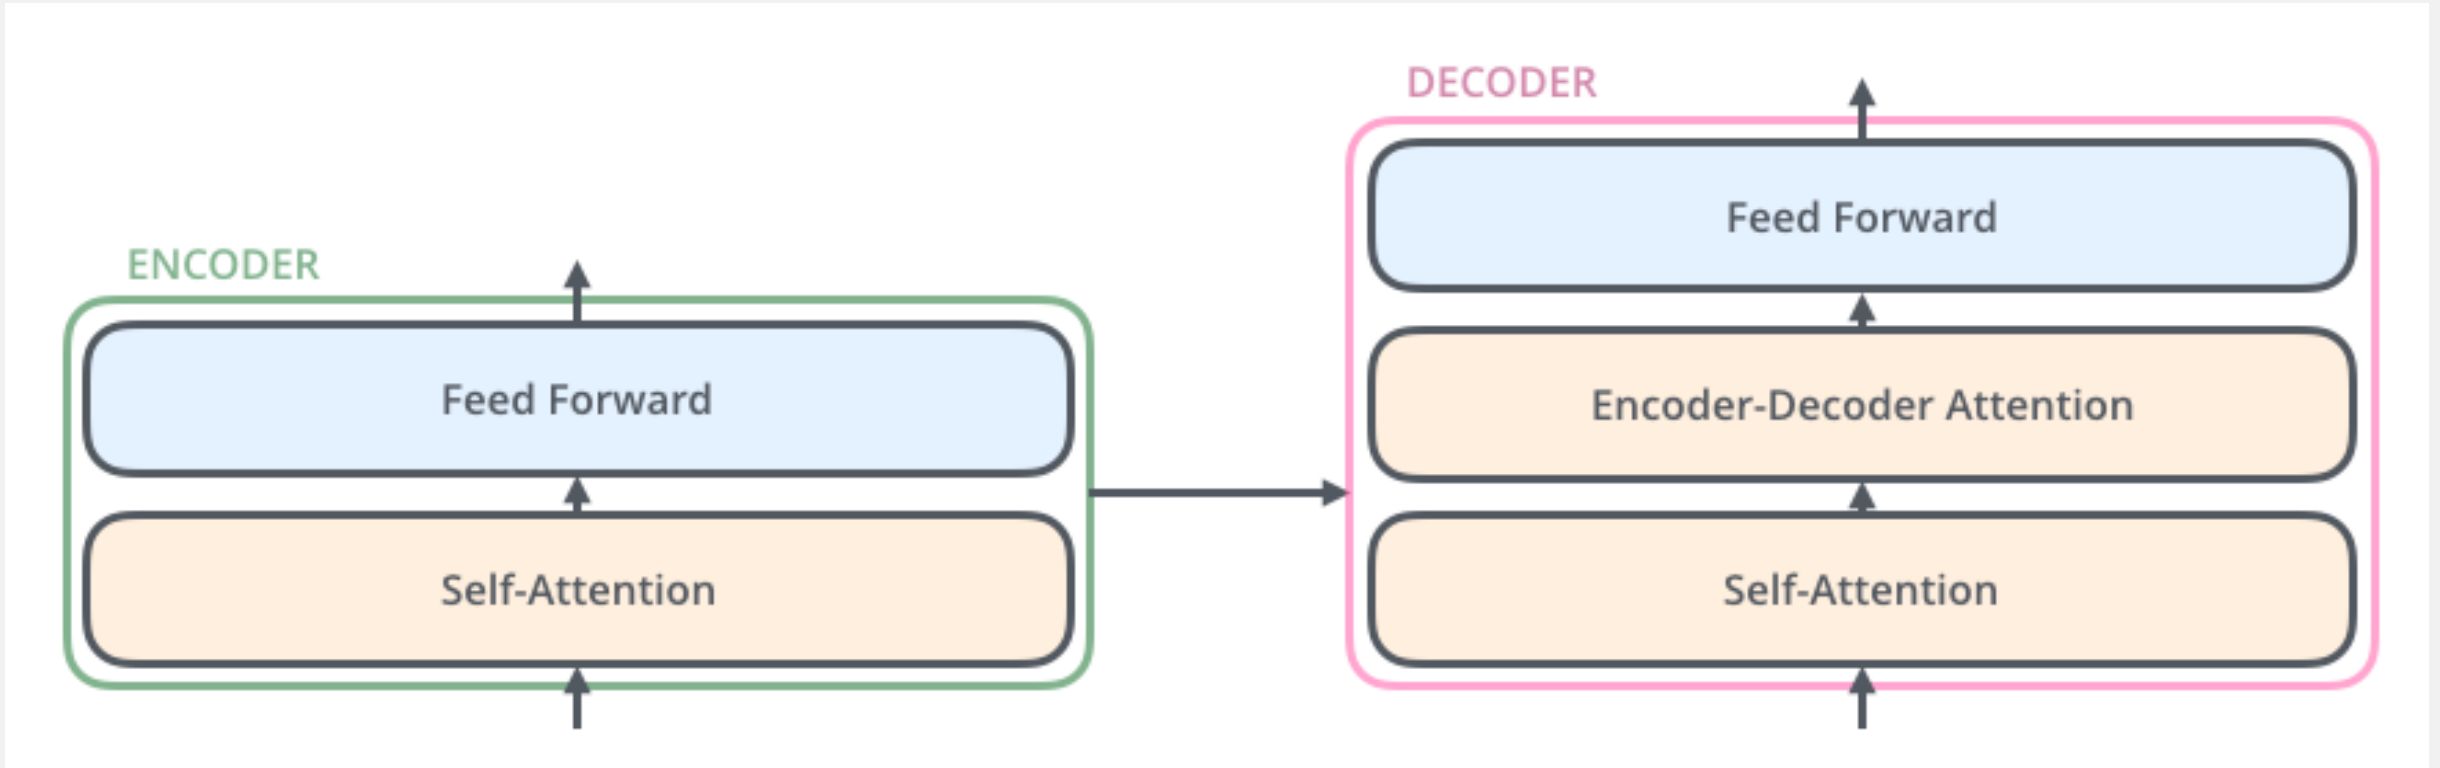 ENCODER
Feed Forward
Self-Attention
DECODER
Feed Forward
Encoder-Decoder Attention
Self-Attention